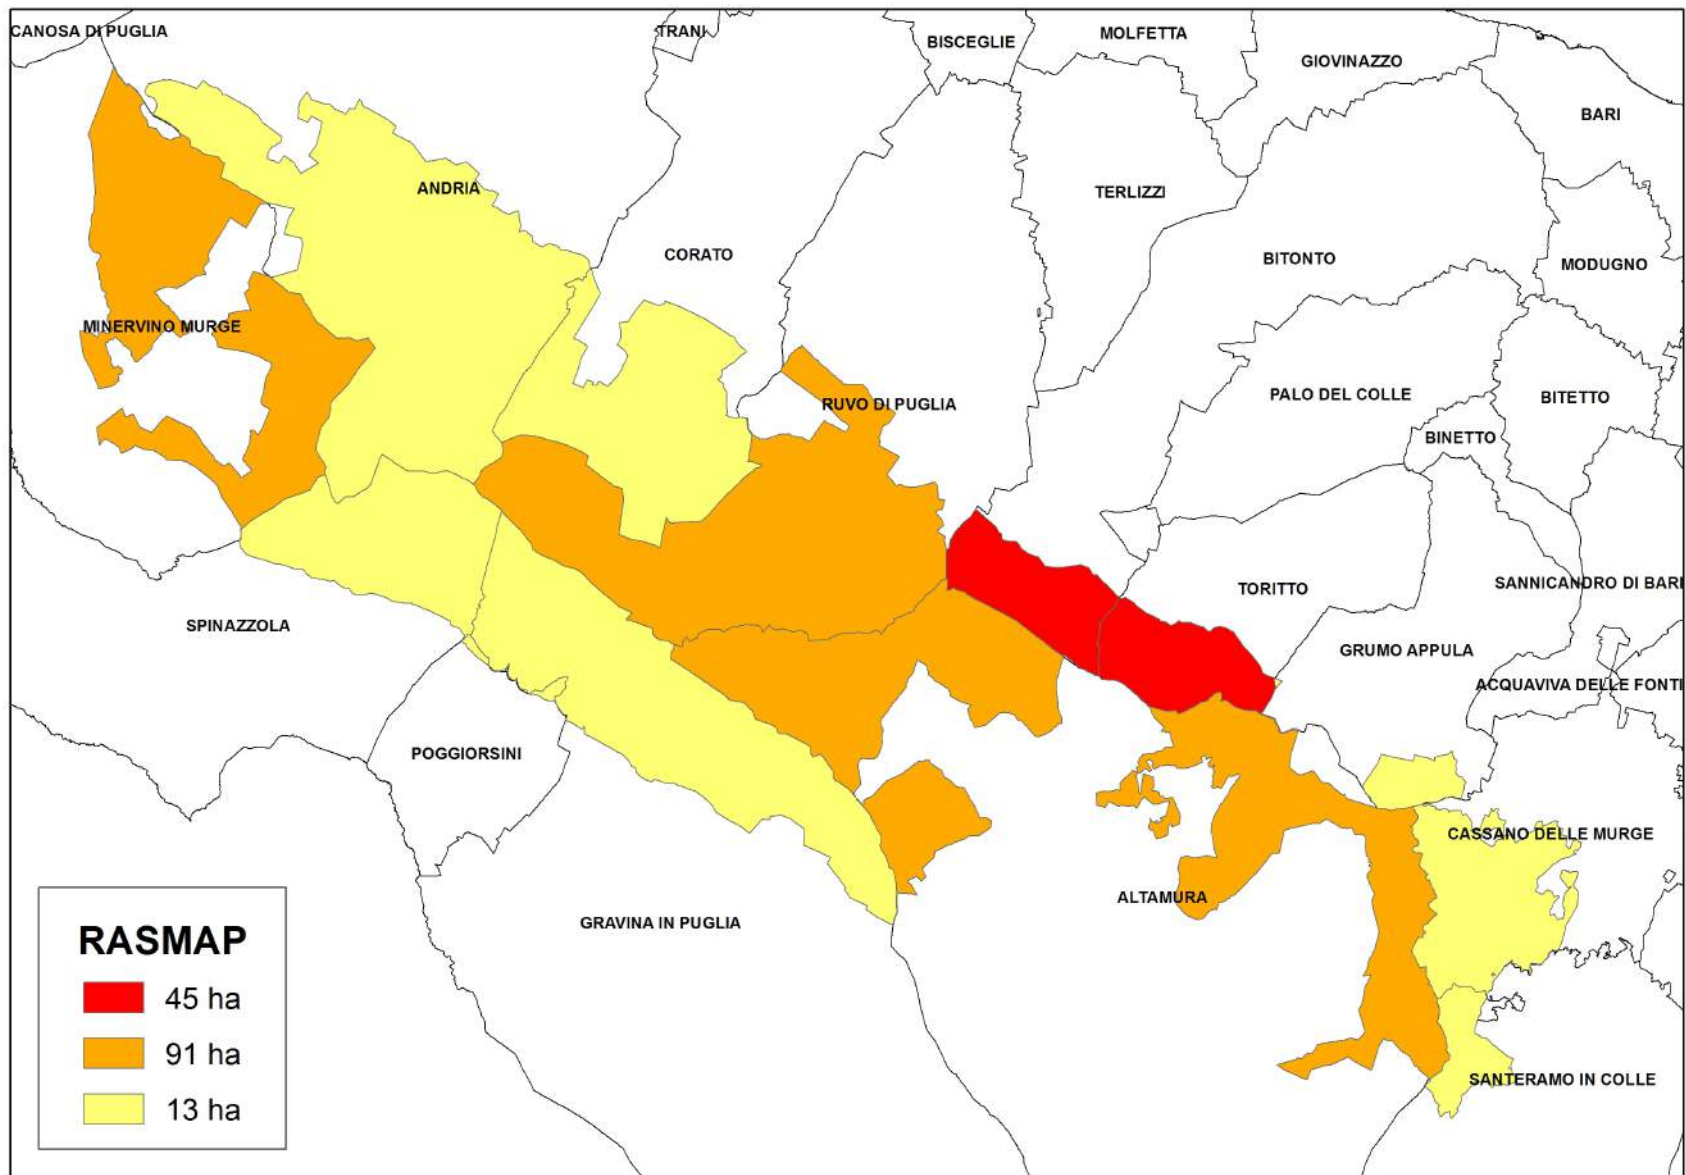 CANOSA DI PUGLIA
TRANI
BISCEGLIE
MOLFETTA
GIOVINAZZO
BARI
ANDRIA
TERLIZZI
CORATO
BITONTO
MODUGNO
MINERVINO MURGE
RUVO DI PUGLIA
PALO DEL COLLE
BITETTO
BINETTO
SPINAZZOLA
TORITTO
SANNICANDRO DI BARI
GRUMO APPULA
ACQUAVIVA DELLE FONTI
POGGIORSINI
CASSANO DELLE MURGE
ALTAMURA
GRAVINA IN PUGLIA
SANTERAMO IN COLLE
RASMAP
45 ha
91 ha
13 ha